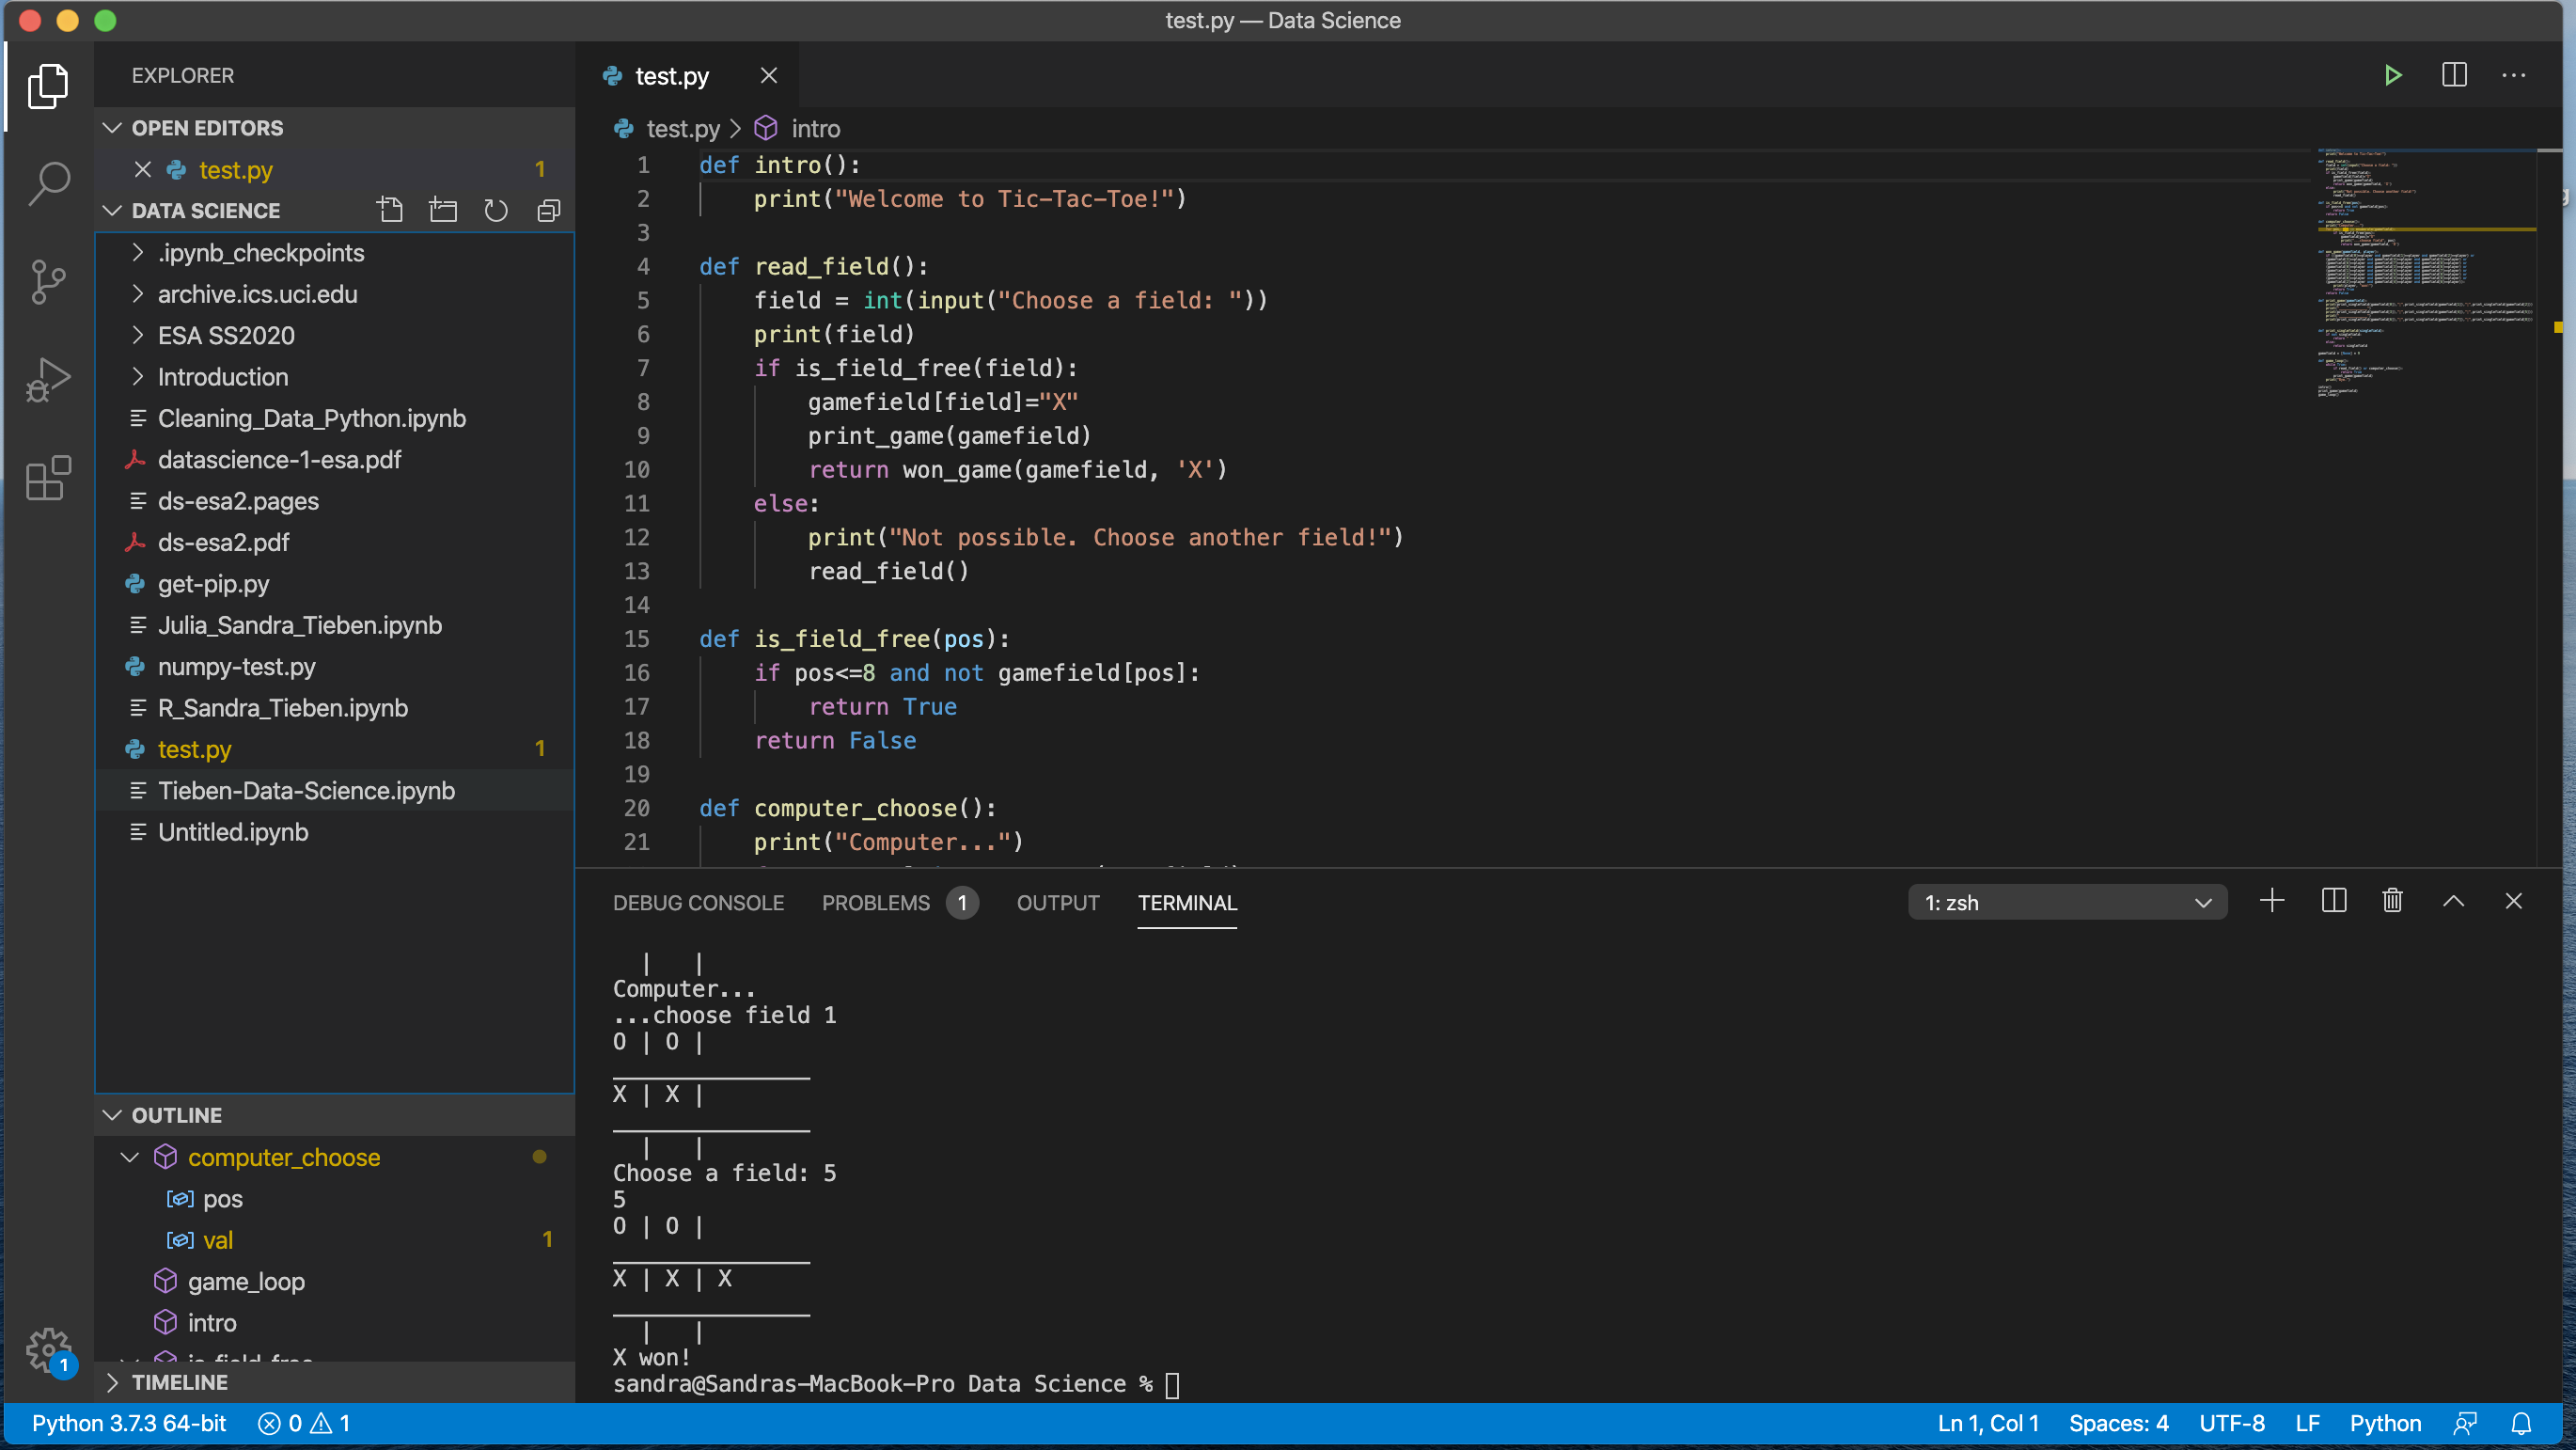 test.py — Data Science
EXPLORER
OPEN EDITORS
test.py 1
DATA SCIENCE
.ipynb_checkpoints
archive.ics.uci.edu
ESA SS2020
Introduction
Cleaning_Data_Python.ipynb
datascience-1-esa.pdf
ds-esa2.pages
ds-esa2.pdf
get-pip.py
Julia_Sandra_Tieben.ipynb
numpy-test.py
R_Sandra_Tieben.ipynb
test.py 1
Tieben-Data-Science.ipynb
Untitled.ipynb
OUTLINE
computer_choose
pos
val 1
game_loop
intro
is_field_free
TIMELINE
1
test.py
test.py > intro
1 def intro():
2     print("Welcome to Tic-Tac-Toe!")
3
4 def read_field():
5     field = int(input("Choose a field: "))
6     print(field)
7     if is_field_free(field):
8         gamefield[field]="X"
9         print_game(gamefield)
10         return won_game(gamefield, 'X')
11     else:
12         print("Not possible. Choose another field!")
13         read_field()
14
15 def is_field_free(pos):
16     if pos<=8 and not gamefield[pos]:
17         return True
18     return False
19
20 def computer_choose():
21     print("Computer...")
DEBUG CONSOLE PROBLEMS 1 OUTPUT TERMINAL 1: zsh
|   |
Computer...
...choose field 1
O | O |
_______________
X | X |
_______________
|   |
Choose a field: 5
5
O | O |
_______________
X | X | X
_______________
|   |
X won!
sandra@Sandras-MacBook-Pro Data Science %
Python 3.7.3 64-bit 0 1 Ln 1, Col 1 Spaces: 4 UTF-8 LF Python